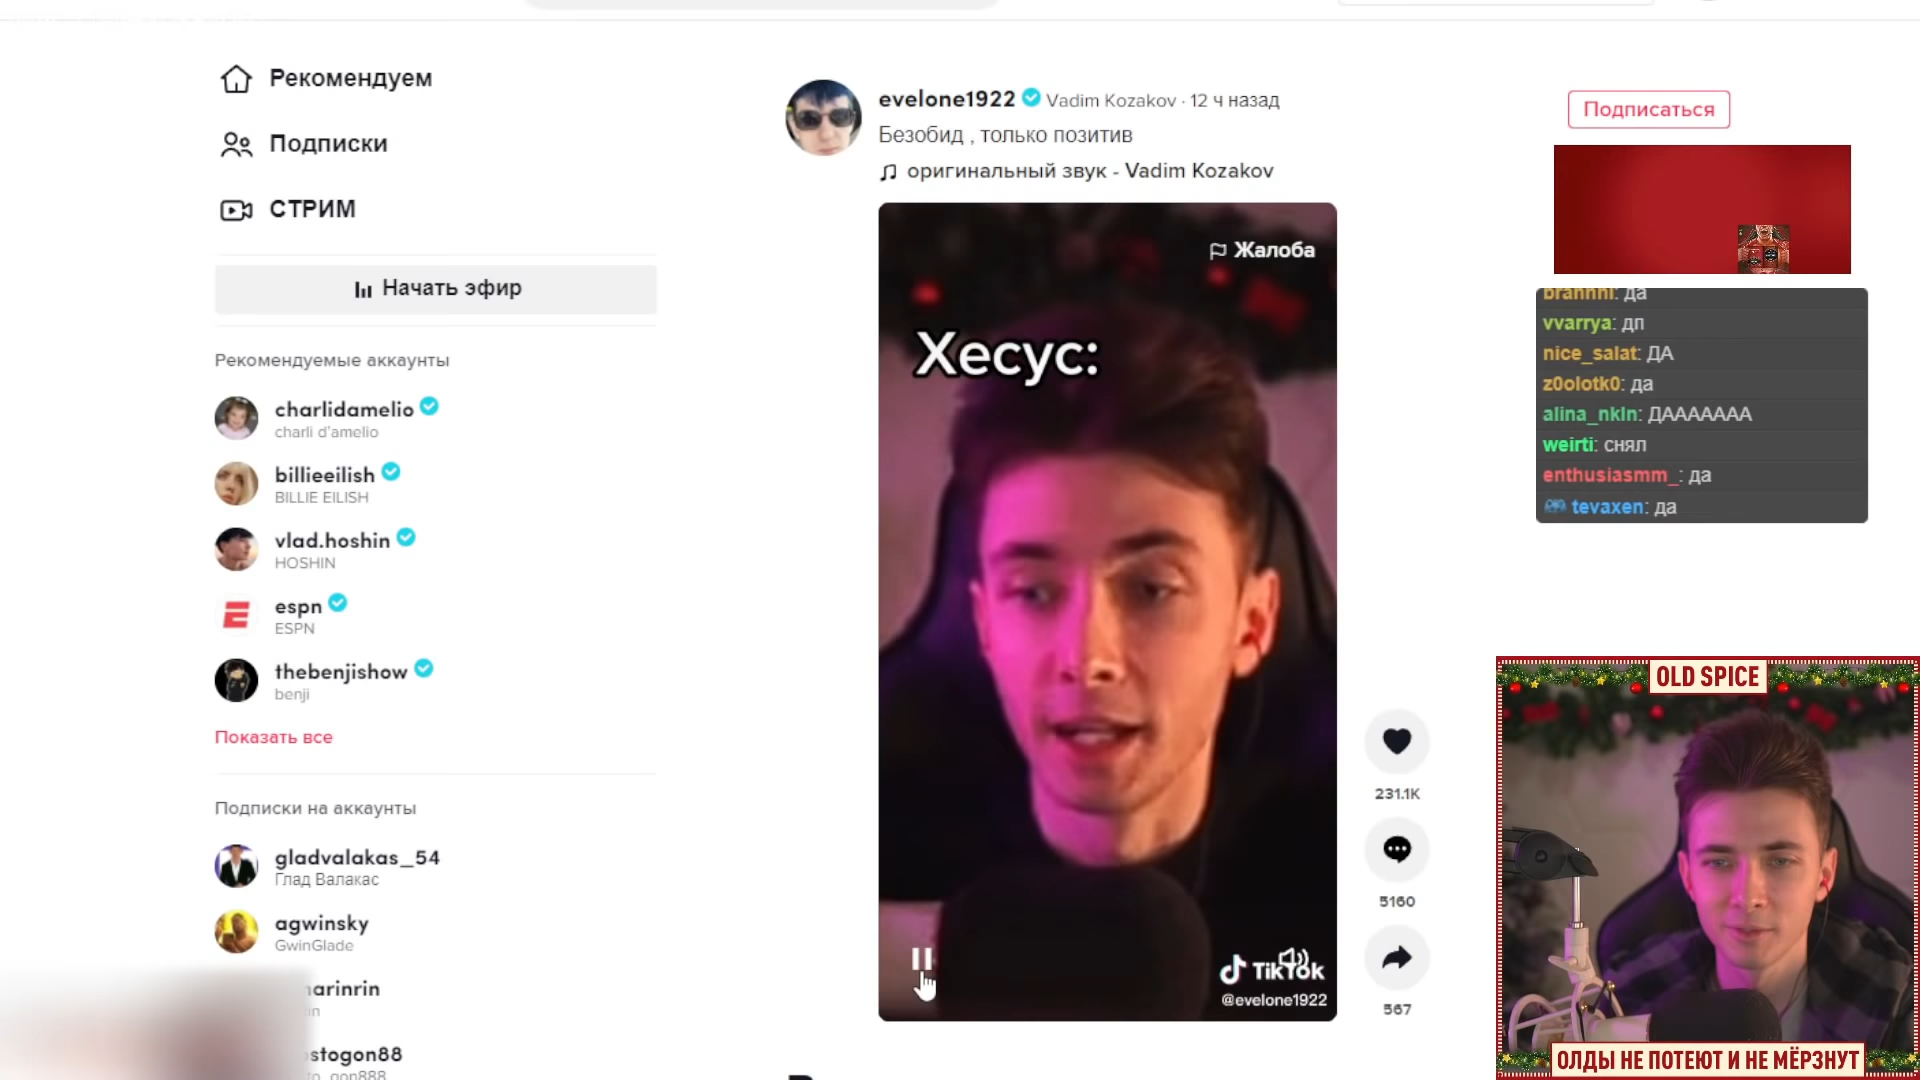 Рекомендуем
Подписки
СТРИМ
Начать эфир
Рекомендуемые аккаунты
charlidamelio
charli d'amelio
billieeilish
BILLIE EILISH
vlad.hoshin
HOSHIN
espn
ESPN
thebenjishow
benji
Показать все
Подписки на аккаунты
gladvalakas_54
Глад Валакас
agwinsky
GwinGlade
evelone1922 Vadim Kozakov · 12 ч назад
Безобид , только позитив
оригинальный звук - Vadim Kozakov
Жалоба
Хесус:
TikTok
@evelone1922
231.1K
5160
567
Подписаться
brahhhi: да
vvarrya: дп
nice_salat: ДА
z0olotk0: да
alina_nkln: ДААААААА
weirti: снял
enthusiasmm_: да
tevaxen: да
OLD SPICE
ОЛДЫ НЕ ПОТЕЮТ И НЕ МЁРЗНУТ